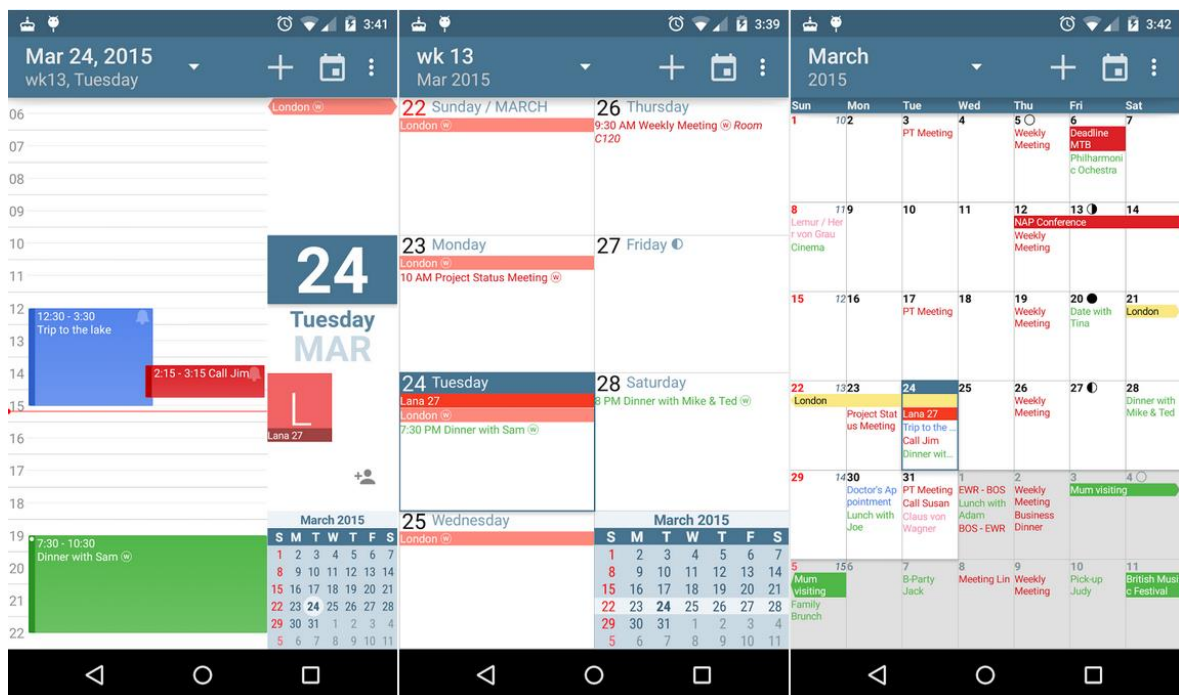 3:41
Mar 24, 2015
wk13, Tuesday
London w
06
07
08
09
10
11
12
13
14
15
16
17
18
19
20
21
22
12:30 - 3:30
Trip to the lake
2:15 - 3:15 Call Jim
7:30 - 10:30
Dinner with Sam w
24
Tuesday
MAR
L
Lana 27
March 2015
S M T W T F S
1 2 3 4 5 6 7
8 9 10 11 12 13 14
15 16 17 18 19 20 21
22 23 24 25 26 27 28
29 30 31 1 2 3 4
5 6 7 8 9 10 11
3:39
wk 13
Mar 2015
22 Sunday / MARCH
London w
23 Monday
London w
10 AM Project Status Meeting w
24 Tuesday
Lana 27
London w
7:30 PM Dinner with Sam w
25 Wednesday
London w
26 Thursday
9:30 AM Weekly Meeting w Room
C120
27 Friday
28 Saturday
8 PM Dinner with Mike & Ted w
March 2015
S M T W T F S
1 2 3 4 5 6 7
8 9 10 11 12 13 14
15 16 17 18 19 20 21
22 23 24 25 26 27 28
29 30 31 1 2 3 4
5 6 7 8 9 10 11
3:42
March
2015
Sun Mon Tue Wed Thu Fri Sat
1 10 2 3 4 5 6 7
PT Meeting
Weekly
Meeting
Deadline
MTB
Philharmoni
c Ochestra
8 11 9 10 11 12 13 14
Lemur / Her
r von Grau
Cinema
NAP Conference
Weekly
Meeting
15 12 16 17 18 19 20 21
PT Meeting
Weekly
Meeting
Date with
Tina
London
22 13 23 24 25 26 27 28
London
Project Stat
us Meeting
Lana 27
Trip to the ...
Call Jim
Dinner wit...
Weekly
Meeting
Dinner with
Mike & Ted
29 14 30 31 1 2 3 4
Doctor's Ap
pointment
Lunch with
Joe
PT Meeting
Call Susan
Claus von
Wagner
EWR - BOS
Lunch with
Adam
BOS - EWR
Weekly
Meeting
Business
Dinner
Mum visiting
5 15 6 7 8 9 10 11
Mum
visiting
Family
Brunch
B-Party
Jack
Meeting Lin
Weekly
Meeting
Pick-up
Judy
British Musi
c Festival